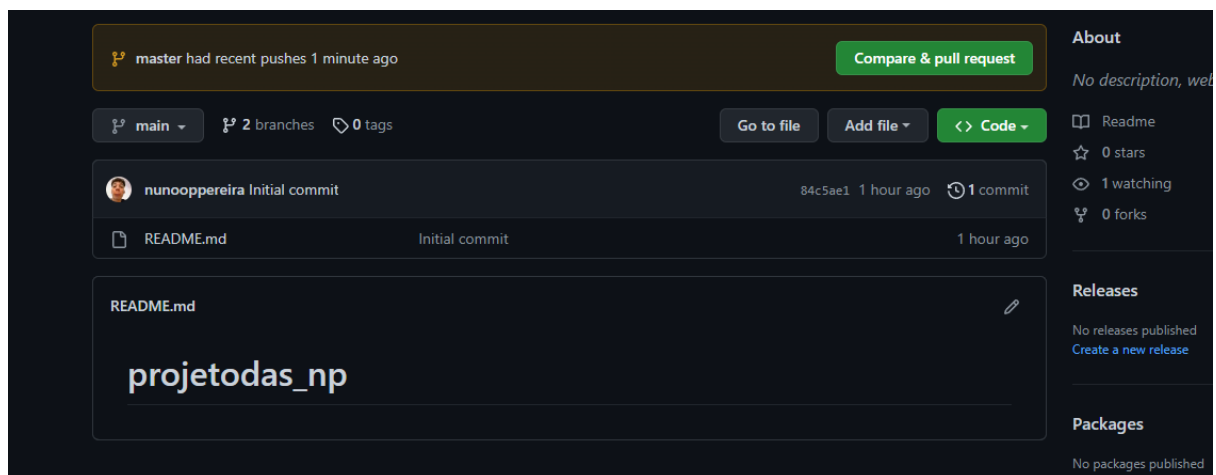 master had recent pushes 1 minute ago
Compare & pull request
main
2 branches
0 tags
Go to file
Add file
<> Code
nunooppereira Initial commit
84c5ae1 1 hour ago
1 commit
README.md
Initial commit
1 hour ago
README.md
projetodas_np
About
No description, web
Readme
0 stars
1 watching
0 forks
Releases
No releases published
Create a new release
Packages
No packages published